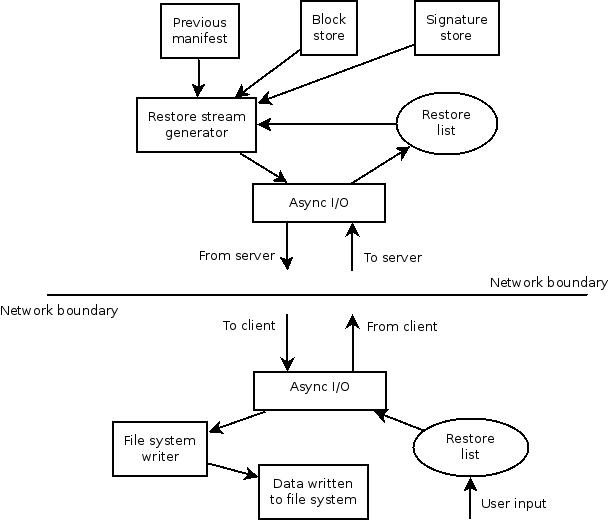 Previous
manifest
Block
store
Signature
store
Restore stream
generator
Restore
list
Async I/O
From server
To server
Network boundary
Network boundary
To client
From client
Async I/O
File system
writer
Restore
list
Data written
to file system
User input